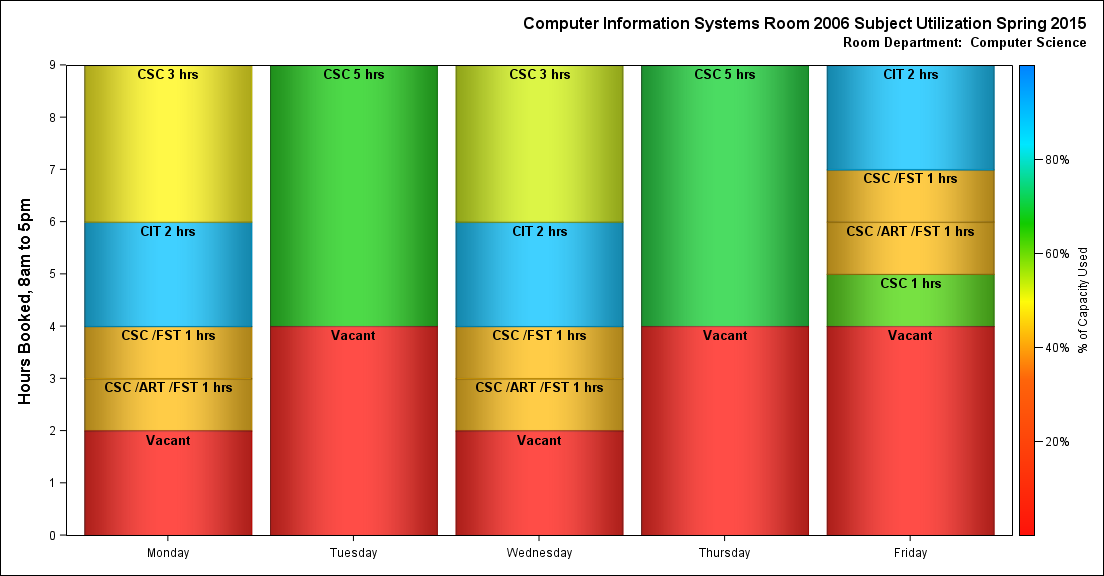 Computer Information Systems Room 2006 Subject Utilization Spring 2015
Room Department:  Computer Science
Hours Booked, 8am to 5pm
9
8
7
6
5
4
3
2
1
0
CSC 3 hrs
CIT 2 hrs
CSC /FST 1 hrs
CSC /ART /FST 1 hrs
Vacant
CSC 5 hrs
Vacant
CSC 3 hrs
CIT 2 hrs
CSC /FST 1 hrs
CSC /ART /FST 1 hrs
Vacant
CSC 5 hrs
Vacant
CIT 2 hrs
CSC /FST 1 hrs
CSC /ART /FST 1 hrs
CSC 1 hrs
Vacant
Monday
Tuesday
Wednesday
Thursday
Friday
80%
60%
40%
20%
% of Capacity Used